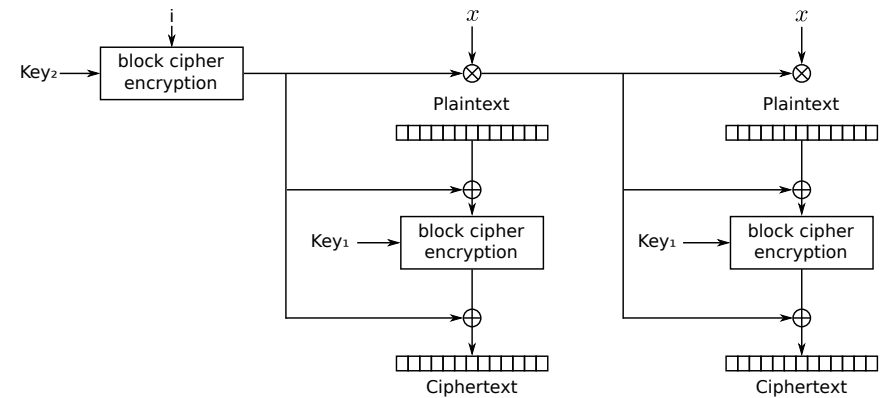 i
x
x
Key₂
block cipher
encryption
Plaintext
Plaintext
Key₁
block cipher
encryption
Key₁
block cipher
encryption
Ciphertext
Ciphertext